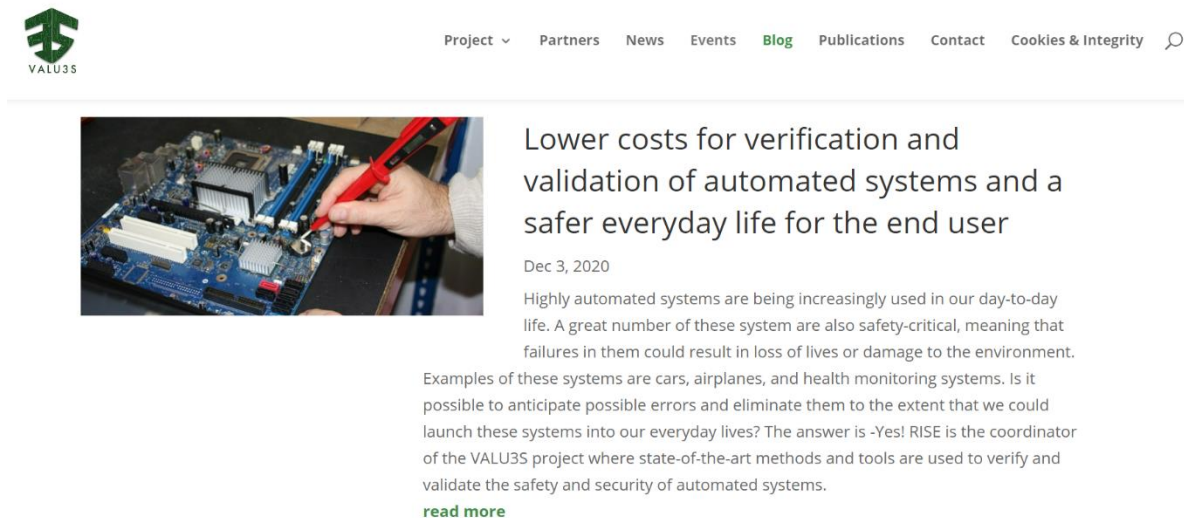 VALU3S
Project Partners News Events Blog Publications Contact Cookies & Integrity
Lower costs for verification and
validation of automated systems and a
safer everyday life for the end user
Dec 3, 2020
Highly automated systems are being increasingly used in our day-to-day
life. A great number of these system are also safety-critical, meaning that
failures in them could result in loss of lives or damage to the environment.
Examples of these systems are cars, airplanes, and health monitoring systems. Is it
possible to anticipate possible errors and eliminate them to the extent that we could
launch these systems into our everyday lives? The answer is -Yes! RISE is the coordinator
of the VALU3S project where state-of-the-art methods and tools are used to verify and
validate the safety and security of automated systems.
read more